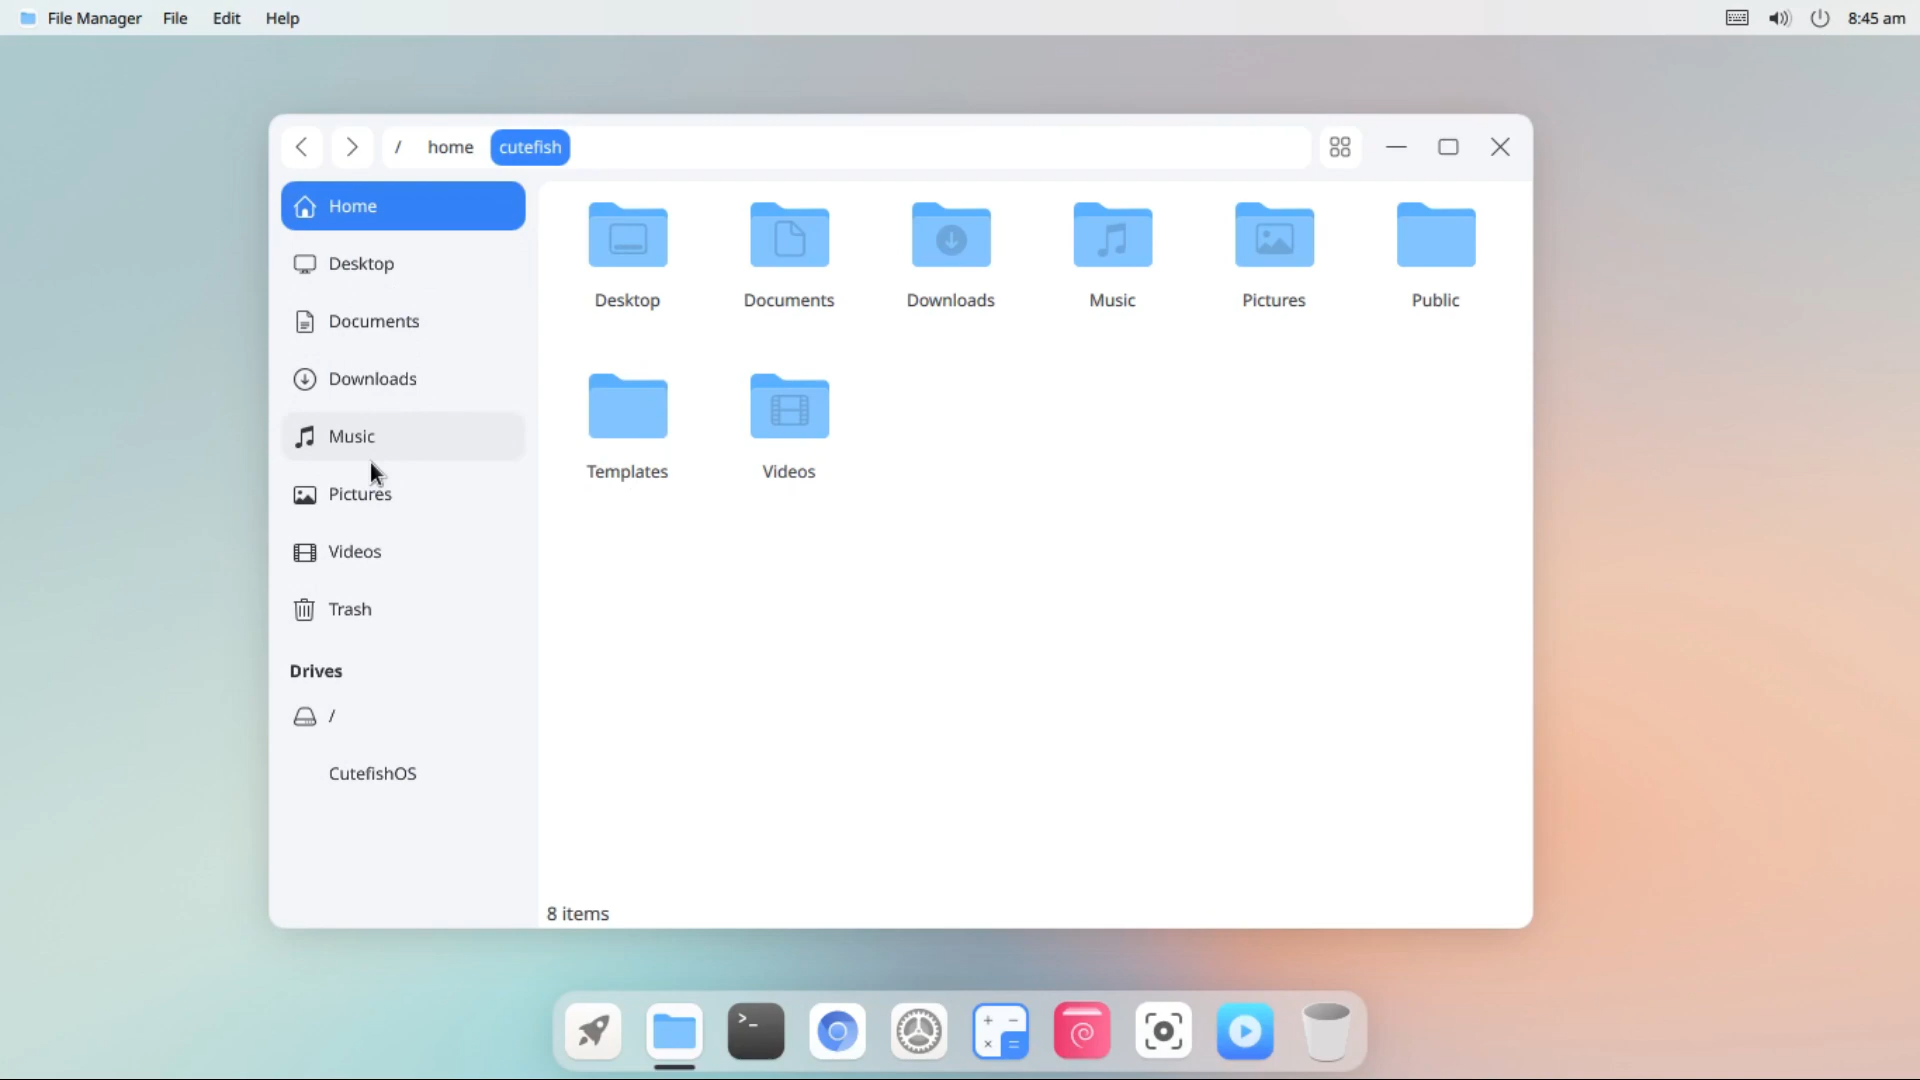 File Manager File Edit Help 8:45 am
/ home cutefish
Home
Desktop
Documents
Downloads
Music
Pictures
Videos
Trash
Drives
/
CutefishOS
Desktop Documents Downloads Music Pictures Public
Templates Videos
8 items
>_
+ −
× =